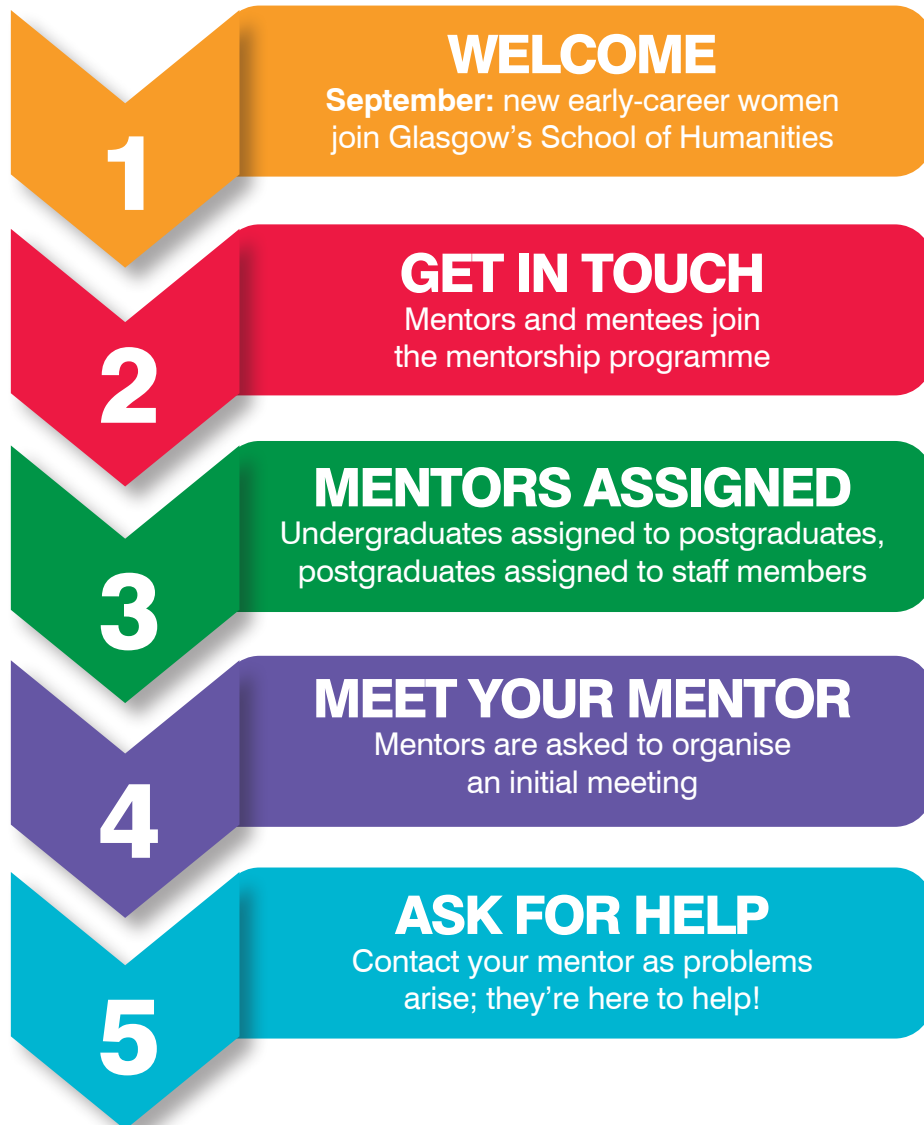 1
WELCOME
September: new early-career women
join Glasgow's School of Humanities
2
GET IN TOUCH
Mentors and mentees join
the mentorship programme
3
MENTORS ASSIGNED
Undergraduates assigned to postgraduates,
postgraduates assigned to staff members
4
MEET YOUR MENTOR
Mentors are asked to organise
an initial meeting
5
ASK FOR HELP
Contact your mentor as problems
arise; they're here to help!